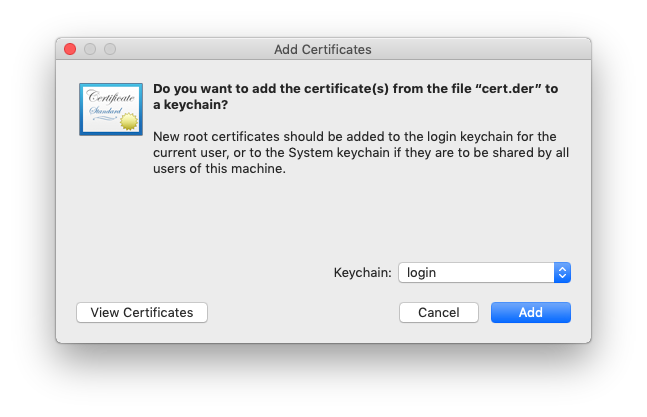 Add Certificates
Certificate
Standard
Do you want to add the certificate(s) from the file “cert.der” to
a keychain?
New root certificates should be added to the login keychain for the
current user, or to the System keychain if they are to be shared by all
users of this machine.
Keychain: login
View Certificates Cancel Add